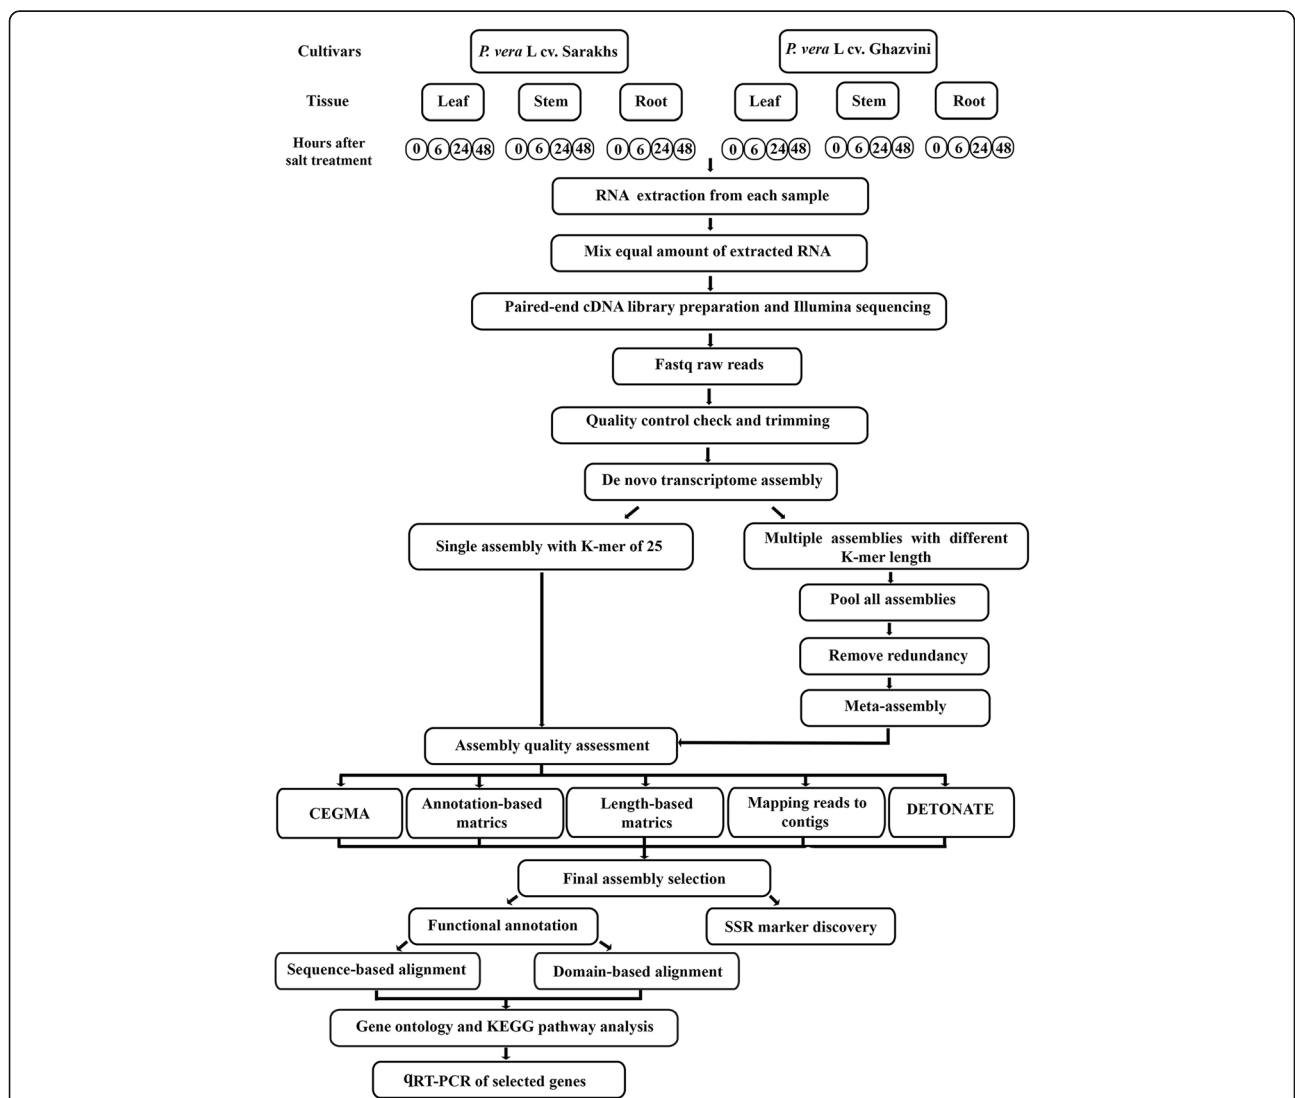 Cultivars
P. vera L cv. Sarakhs
P. vera L cv. Ghazvini
Tissue
Leaf
Stem
Root
Leaf
Stem
Root
Hours after
salt treatment
0 6 24 48
0 6 24 48
0 6 24 48
0 6 24 48
0 6 24 48
0 6 24 48
RNA extraction from each sample
Mix equal amount of extracted RNA
Paired-end cDNA library preparation and Illumina sequencing
Fastq raw reads
Quality control check and trimming
De novo transcriptome assembly
Single assembly with K-mer of 25
Multiple assemblies with different
K-mer length
Pool all assemblies
Remove redundancy
Meta-assembly
Assembly quality assessment
CEGMA
Annotation-based
matrics
Length-based
matrics
Mapping reads to
contigs
DETONATE
Final assembly selection
Functional annotation
SSR marker discovery
Sequence-based alignment
Domain-based alignment
Gene ontology and KEGG pathway analysis
qRT-PCR of selected genes